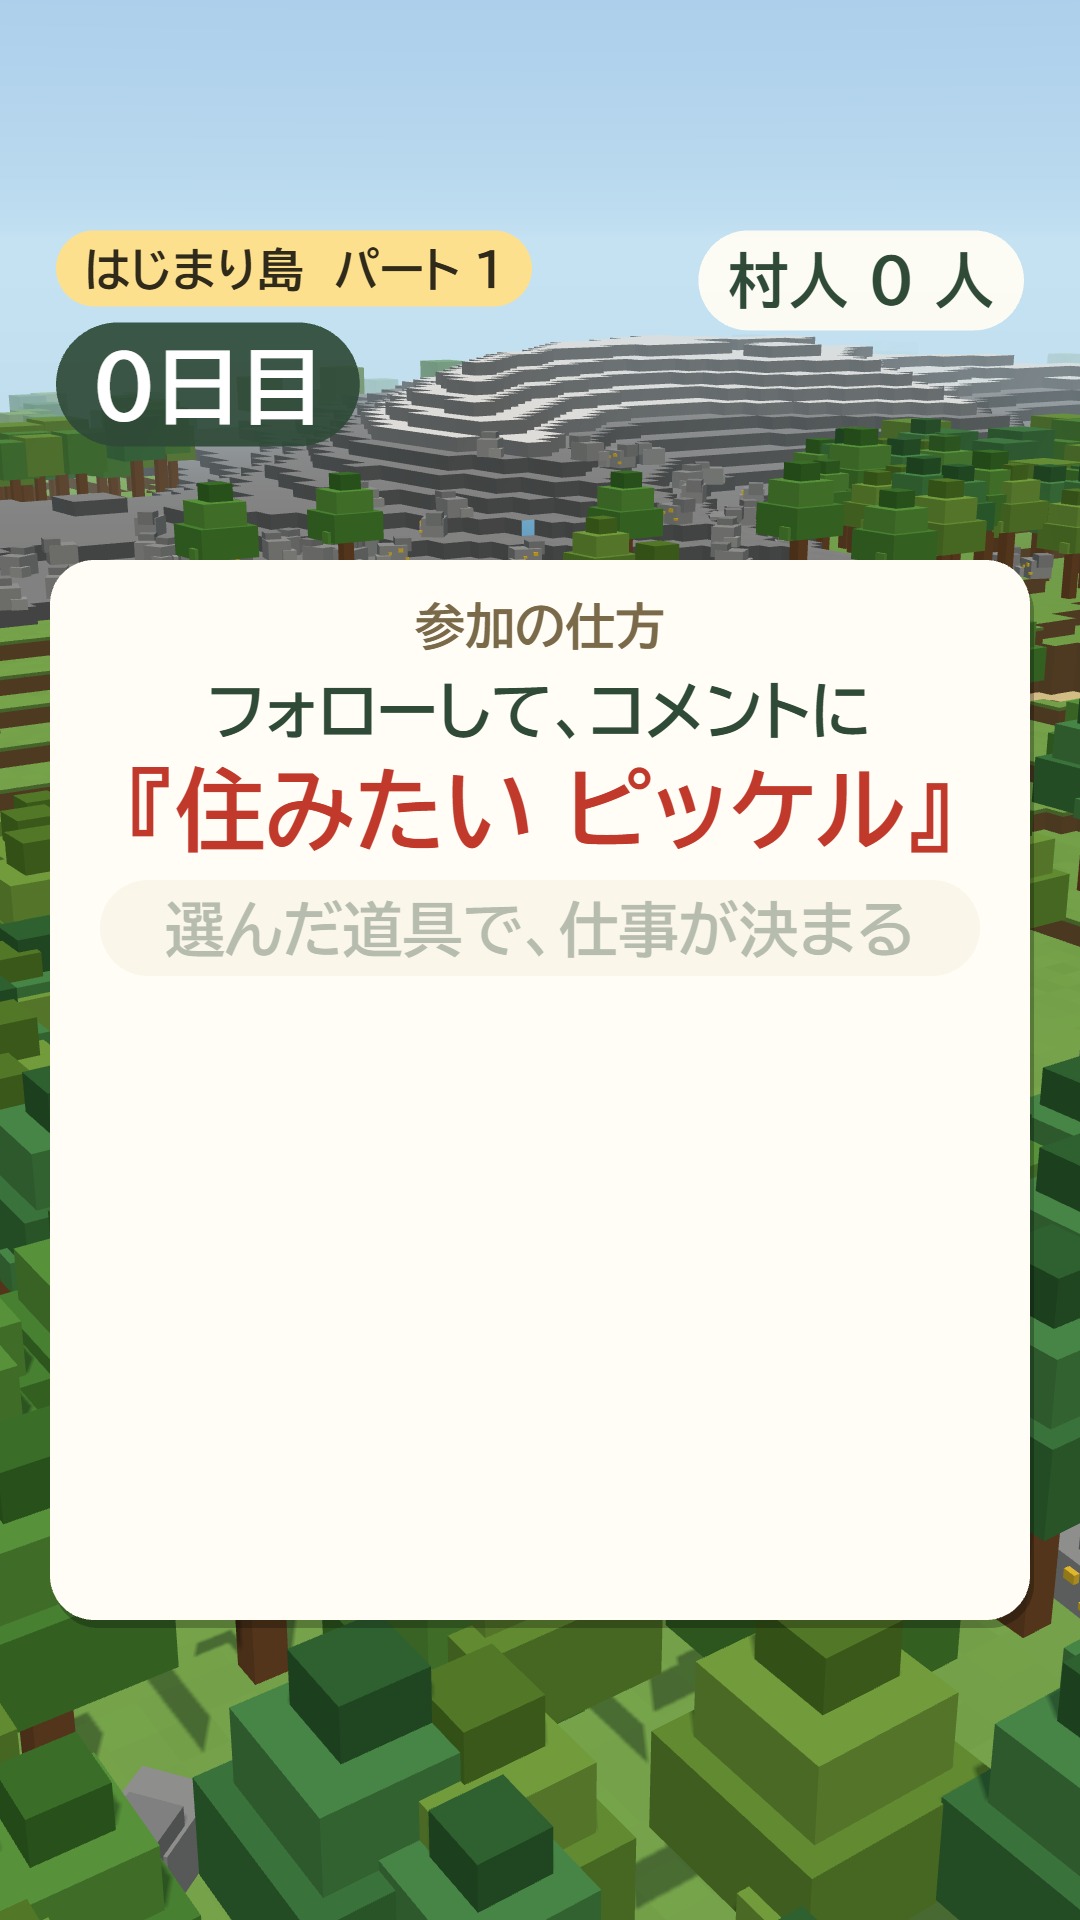 はじまり島 パート 1
村人 0 人
0日目
参加の仕方
フォローして、コメントに
『住みたい ピッケル』
選んだ道具で、仕事が決まる